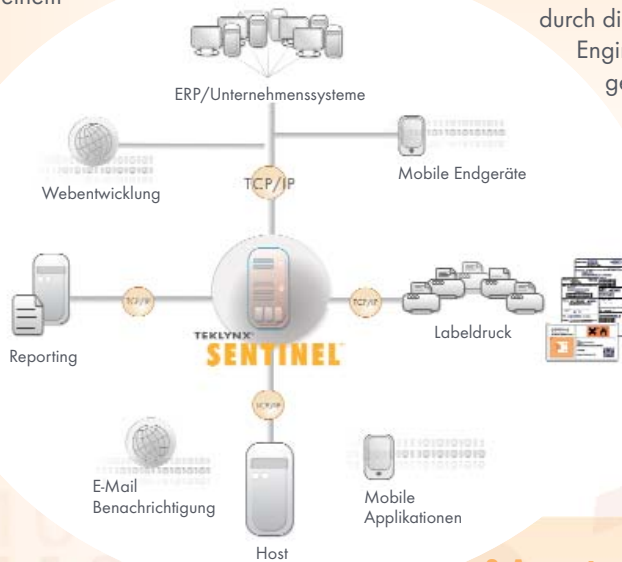 einem
durch di
Engin
ge
ERP/Unternehmenssysteme
Webentwicklung
TCP/IP
Mobile Endgeräte
TCP/IP
TCP/IP
Reporting
TEKLYNX
SENTINEL
Labeldruck
TCP/IP
E-Mail
Benachrichtigung
Mobile
Applikationen
Host